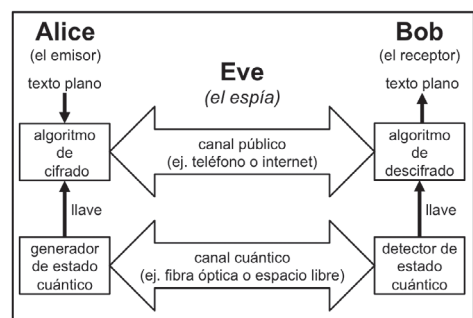 Alice
(el emisor)
texto plano
Eve
(el espía)
Bob
(el receptor)
texto plano
algoritmo
de
cifrado
canal público
(ej. teléfono o internet)
algoritmo
de
descifrado
llave
llave
generador
de estado
cuántico
canal cuántico
(ej. fibra óptica o espacio libre)
detector de
estado
cuántico